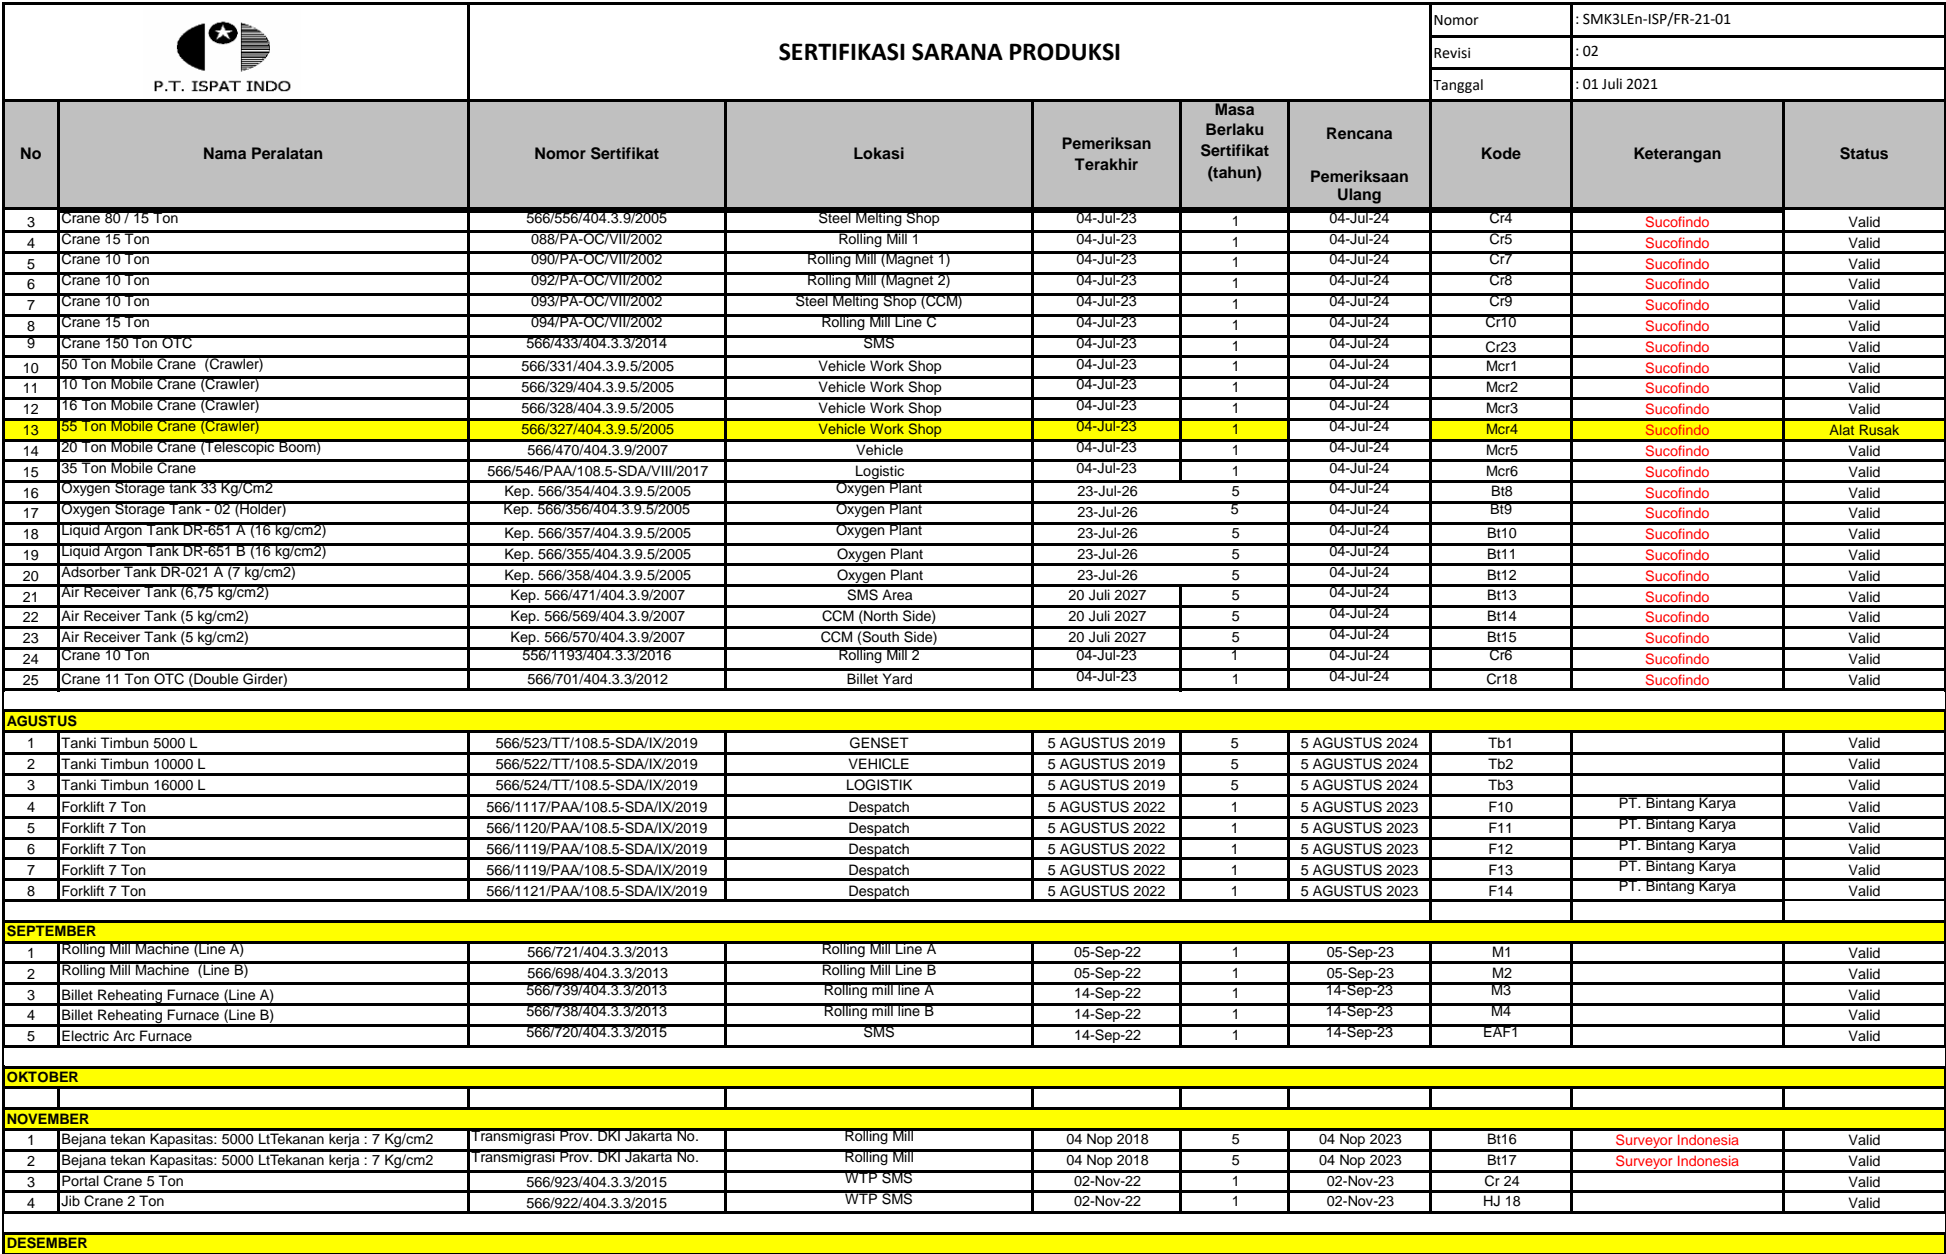 P.T. ISPAT INDO
SERTIFIKASI SARANA PRODUKSI
Nomor : SMK3LEn-ISP/FR-21-01
Revisi : 02
Tanggal : 01 Juli 2021
No Nama Peralatan Nomor Sertifikat Lokasi Pemeriksan Terakhir Masa Berlaku Sertifikat (tahun) Rencana Pemeriksaan Ulang Kode Keterangan Status
3 Crane 80 / 15 Ton 566/556/404.3.9/2005 Steel Melting Shop 04-Jul-23 1 04-Jul-24 Cr4 Sucofindo Valid
4 Crane 15 Ton 088/PA-OC/VII/2002 Rolling Mill 1 04-Jul-23 1 04-Jul-24 Cr5 Sucofindo Valid
5 Crane 10 Ton 090/PA-OC/VII/2002 Rolling Mill (Magnet 1) 04-Jul-23 1 04-Jul-24 Cr7 Sucofindo Valid
6 Crane 10 Ton 092/PA-OC/VII/2002 Rolling Mill (Magnet 2) 04-Jul-23 1 04-Jul-24 Cr8 Sucofindo Valid
7 Crane 10 Ton 093/PA-OC/VII/2002 Steel Melting Shop (CCM) 04-Jul-23 1 04-Jul-24 Cr9 Sucofindo Valid
8 Crane 15 Ton 094/PA-OC/VII/2002 Rolling Mill Line C 04-Jul-23 1 04-Jul-24 Cr10 Sucofindo Valid
9 Crane 150 Ton OTC 566/433/404.3.3/2014 SMS 04-Jul-23 1 04-Jul-24 Cr23 Sucofindo Valid
10 50 Ton Mobile Crane (Crawler) 566/331/404.3.9.5/2005 Vehicle Work Shop 04-Jul-23 1 04-Jul-24 Mcr1 Sucofindo Valid
11 10 Ton Mobile Crane (Crawler) 566/329/404.3.9.5/2005 Vehicle Work Shop 04-Jul-23 1 04-Jul-24 Mcr2 Sucofindo Valid
12 16 Ton Mobile Crane (Crawler) 566/328/404.3.9.5/2005 Vehicle Work Shop 04-Jul-23 1 04-Jul-24 Mcr3 Sucofindo Valid
13 55 Ton Mobile Crane (Crawler) 566/327/404.3.9.5/2005 Vehicle Work Shop 04-Jul-23 1 04-Jul-24 Mcr4 Sucofindo Alat Rusak
14 20 Ton Mobile Crane (Telescopic Boom) 566/470/404.3.9/2007 Vehicle 04-Jul-23 1 04-Jul-24 Mcr5 Sucofindo Valid
15 35 Ton Mobile Crane 566/546/PAA/108.5-SDA/VIII/2017 Logistic 04-Jul-23 1 04-Jul-24 Mcr6 Sucofindo Valid
16 Oxygen Storage tank 33 Kg/Cm2 Kep. 566/354/404.3.9.5/2005 Oxygen Plant 23-Jul-26 5 04-Jul-24 Bt8 Sucofindo Valid
17 Oxygen Storage Tank - 02 (Holder) Kep. 566/356/404.3.9.5/2005 Oxygen Plant 23-Jul-26 5 04-Jul-24 Bt9 Sucofindo Valid
18 Liquid Argon Tank DR-651 A (16 kg/cm2) Kep. 566/357/404.3.9.5/2005 Oxygen Plant 23-Jul-26 5 04-Jul-24 Bt10 Sucofindo Valid
19 Liquid Argon Tank DR-651 B (16 kg/cm2) Kep. 566/355/404.3.9.5/2005 Oxygen Plant 23-Jul-26 5 04-Jul-24 Bt11 Sucofindo Valid
20 Adsorber Tank DR-021 A (7 kg/cm2) Kep. 566/358/404.3.9.5/2005 Oxygen Plant 23-Jul-26 5 04-Jul-24 Bt12 Sucofindo Valid
21 Air Receiver Tank (6,75 kg/cm2) Kep. 566/471/404.3.9/2007 SMS Area 20 Juli 2027 5 04-Jul-24 Bt13 Sucofindo Valid
22 Air Receiver Tank (5 kg/cm2) Kep. 566/569/404.3.9/2007 CCM (North Side) 20 Juli 2027 5 04-Jul-24 Bt14 Sucofindo Valid
23 Air Receiver Tank (5 kg/cm2) Kep. 566/570/404.3.9/2007 CCM (South Side) 20 Juli 2027 5 04-Jul-24 Bt15 Sucofindo Valid
24 Crane 10 Ton 556/1193/404.3.3/2016 Rolling Mill 2 04-Jul-23 1 04-Jul-24 Cr6 Sucofindo Valid
25 Crane 11 Ton OTC (Double Girder) 566/701/404.3.3/2012 Billet Yard 04-Jul-23 1 04-Jul-24 Cr18 Sucofindo Valid
AGUSTUS
1 Tanki Timbun 5000 L 566/523/TT/108.5-SDA/IX/2019 GENSET 5 AGUSTUS 2019 5 5 AGUSTUS 2024 Tb1 Valid
2 Tanki Timbun 10000 L 566/522/TT/108.5-SDA/IX/2019 VEHICLE 5 AGUSTUS 2019 5 5 AGUSTUS 2024 Tb2 Valid
3 Tanki Timbun 16000 L 566/524/TT/108.5-SDA/IX/2019 LOGISTIK 5 AGUSTUS 2019 5 5 AGUSTUS 2024 Tb3 Valid
4 Forklift 7 Ton 566/1117/PAA/108.5-SDA/IX/2019 Despatch 5 AGUSTUS 2022 1 5 AGUSTUS 2023 F10 PT. Bintang Karya Valid
5 Forklift 7 Ton 566/1120/PAA/108.5-SDA/IX/2019 Despatch 5 AGUSTUS 2022 1 5 AGUSTUS 2023 F11 PT. Bintang Karya Valid
6 Forklift 7 Ton 566/1119/PAA/108.5-SDA/IX/2019 Despatch 5 AGUSTUS 2022 1 5 AGUSTUS 2023 F12 PT. Bintang Karya Valid
7 Forklift 7 Ton 566/1119/PAA/108.5-SDA/IX/2019 Despatch 5 AGUSTUS 2022 1 5 AGUSTUS 2023 F13 PT. Bintang Karya Valid
8 Forklift 7 Ton 566/1121/PAA/108.5-SDA/IX/2019 Despatch 5 AGUSTUS 2022 1 5 AGUSTUS 2023 F14 PT. Bintang Karya Valid
SEPTEMBER
1 Rolling Mill Machine (Line A) 566/721/404.3.3/2013 Rolling Mill Line A 05-Sep-22 1 05-Sep-23 M1 Valid
2 Rolling Mill Machine (Line B) 566/698/404.3.3/2013 Rolling Mill Line B 05-Sep-22 1 05-Sep-23 M2 Valid
3 Billet Reheating Furnace (Line A) 566/739/404.3.3/2013 Rolling mill line A 14-Sep-22 1 14-Sep-23 M3 Valid
4 Billet Reheating Furnace (Line B) 566/738/404.3.3/2013 Rolling mill line B 14-Sep-22 1 14-Sep-23 M4 Valid
5 Electric Arc Furnace 566/720/404.3.3/2015 SMS 14-Sep-22 1 14-Sep-23 EAF1 Valid
OKTOBER
NOVEMBER
1 Bejana tekan Kapasitas: 5000 LtTekanan kerja : 7 Kg/cm2 Transmigrasi Prov. DKI Jakarta No. Rolling Mill 04 Nop 2018 5 04 Nop 2023 Bt16 Surveyor Indonesia Valid
2 Bejana tekan Kapasitas: 5000 LtTekanan kerja : 7 Kg/cm2 Transmigrasi Prov. DKI Jakarta No. Rolling Mill 04 Nop 2018 5 04 Nop 2023 Bt17 Surveyor Indonesia Valid
3 Portal Crane 5 Ton 566/923/404.3.3/2015 WTP SMS 02-Nov-22 1 02-Nov-23 Cr 24 Valid
4 Jib Crane 2 Ton 566/922/404.3.3/2015 WTP SMS 02-Nov-22 1 02-Nov-23 HJ 18 Valid
DESEMBER